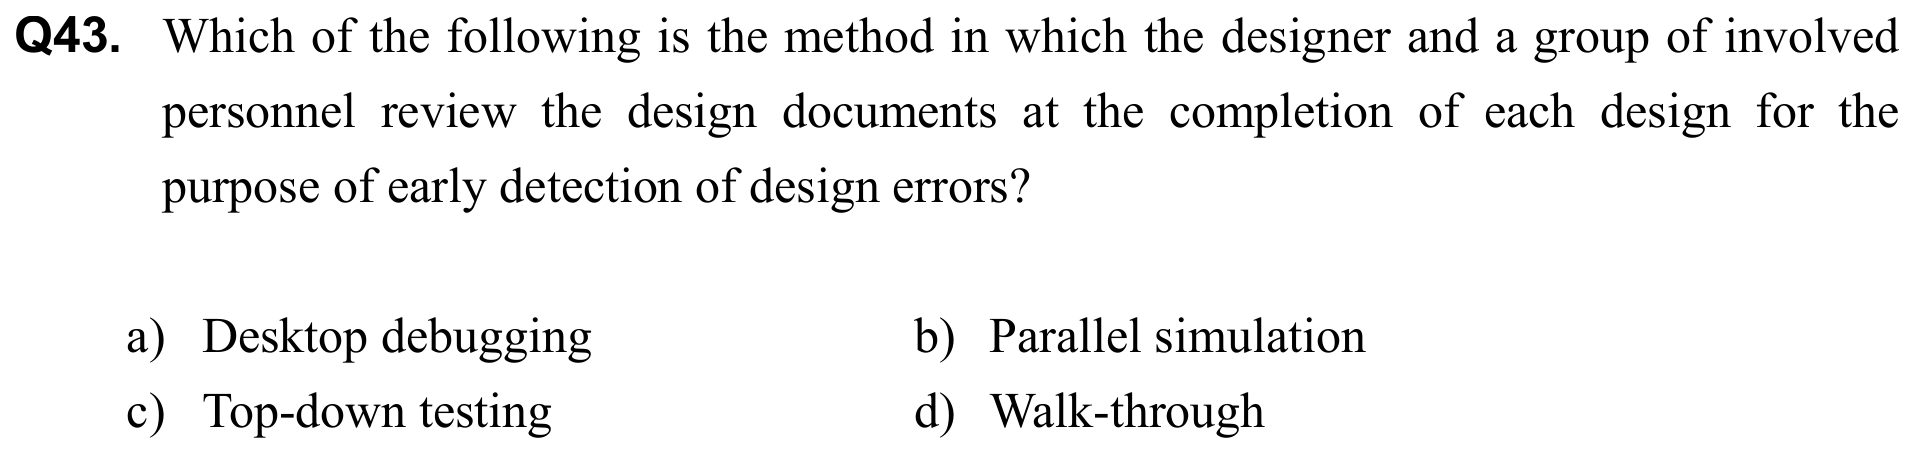 Q43. Which of the following is the method in which the designer and a group of involved
personnel review the design documents at the completion of each design for the
purpose of early detection of design errors?
a) Desktop debugging b) Parallel simulation
c) Top-down testing d) Walk-through